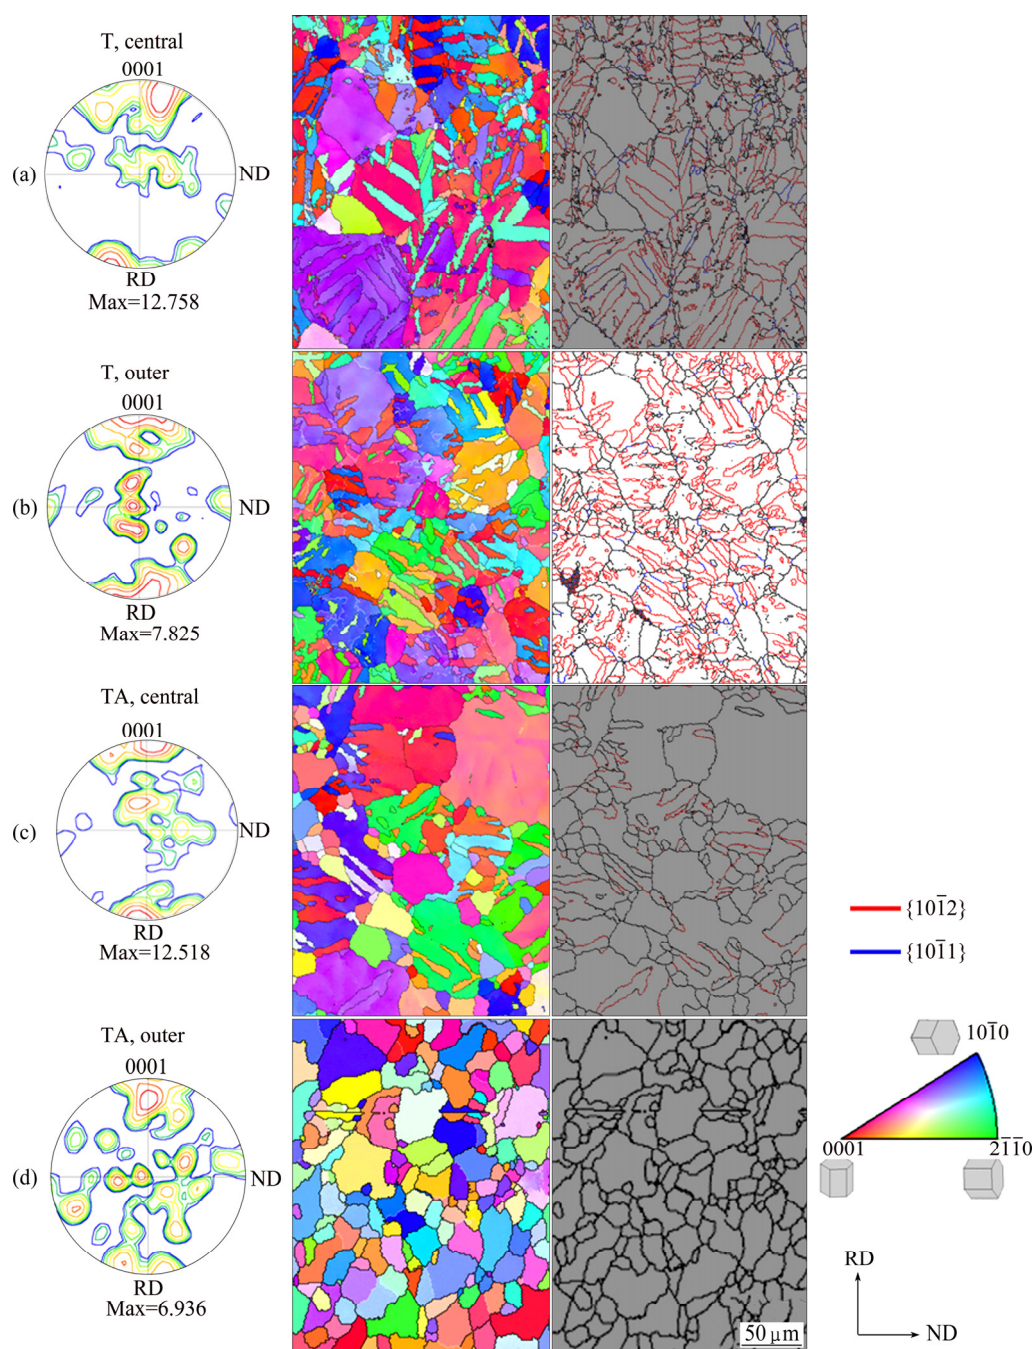 T, central
0001
(a)
ND
RD
Max=12.758
T, outer
0001
(b)
ND
RD
Max=7.825
TA, central
0001
(c)
ND
RD
Max=12.518
{101̅2}
{101̅1}
TA, outer
0001
(d)
ND
RD
Max=6.936
101̅0
0001
21̅1̅0
RD
ND
50 μm